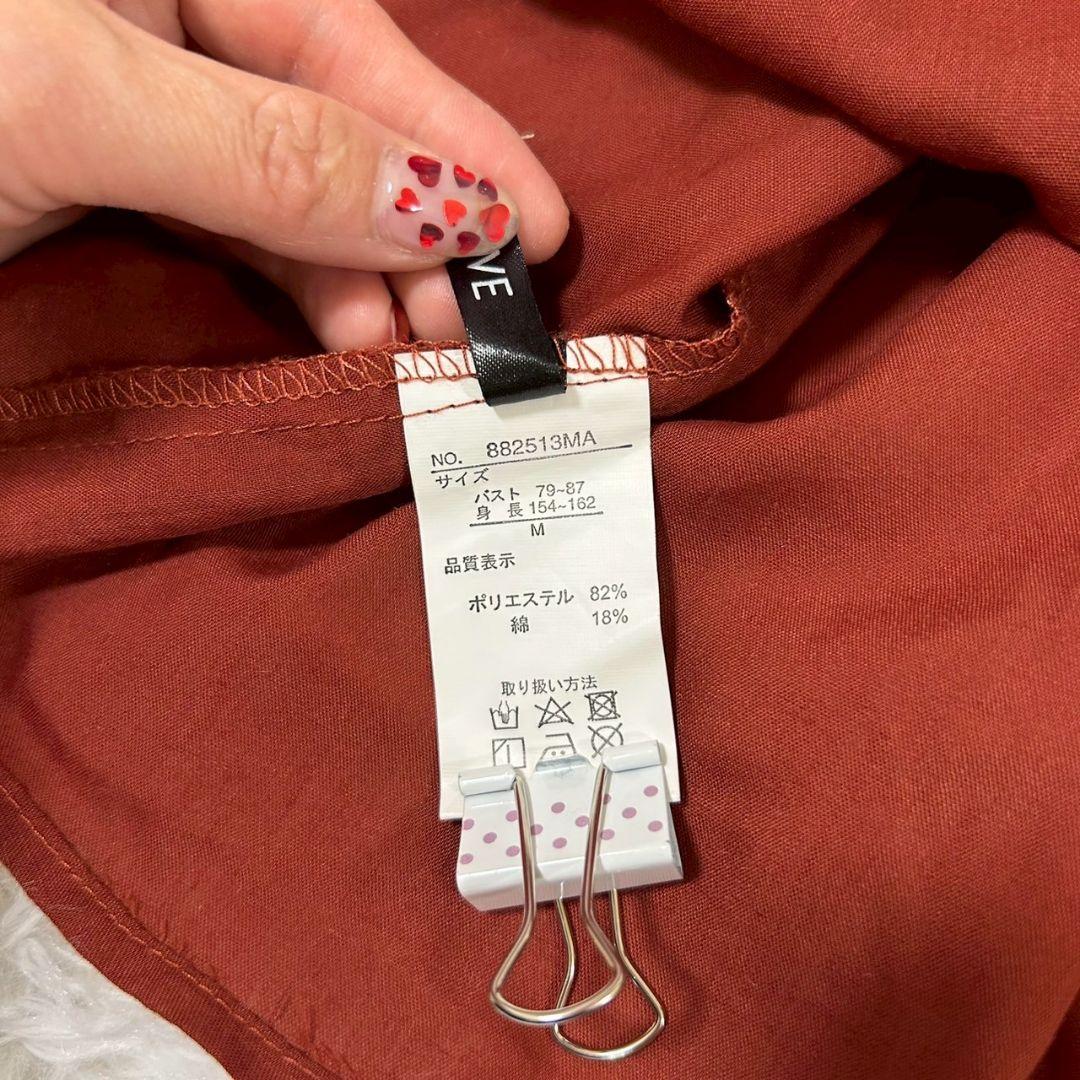 VE
NO. 882513MA
サイズ
バスト 79~87
身 長 154~162
M
品質表示
ポリエステル 82%
綿 18%
取り扱い方法